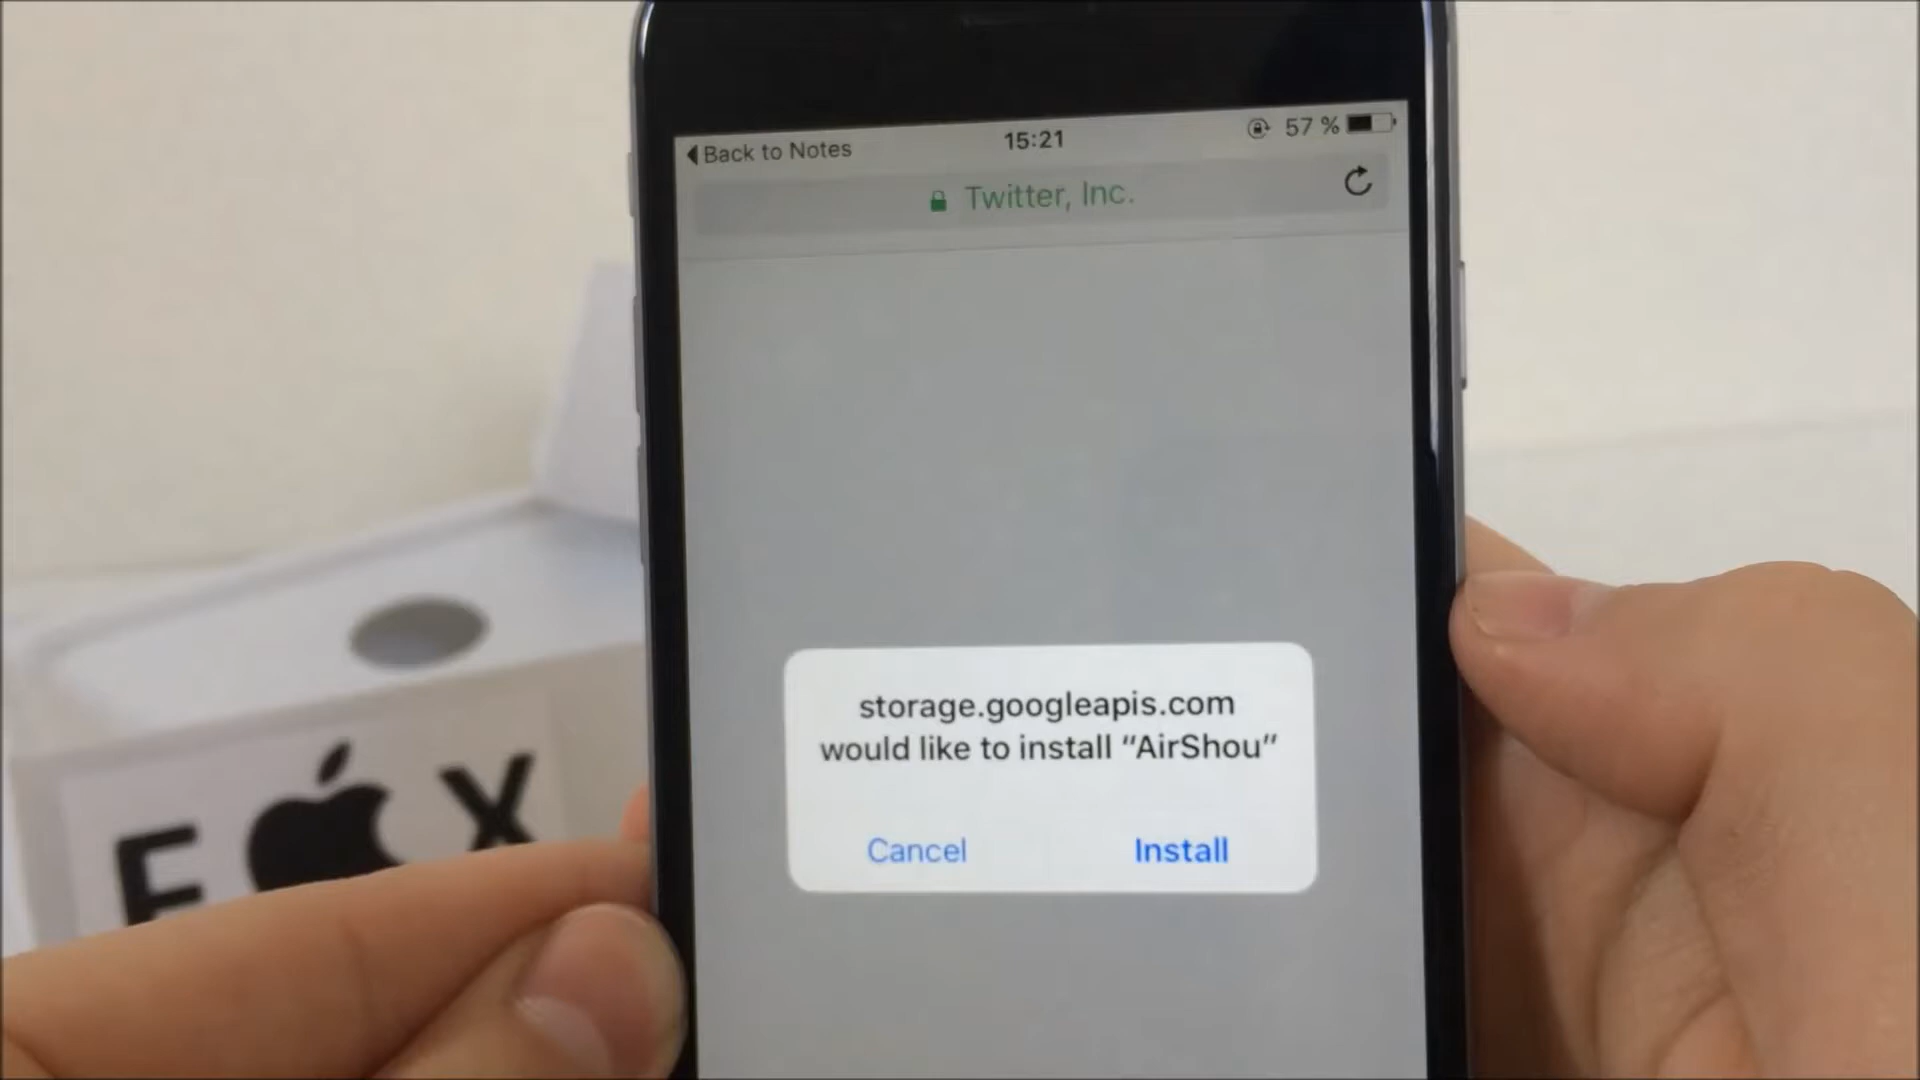 Back to Notes
15:21
57 %
Twitter, Inc.
storage.googleapis.com
would like to install “AirShou”
Cancel
Install
F X